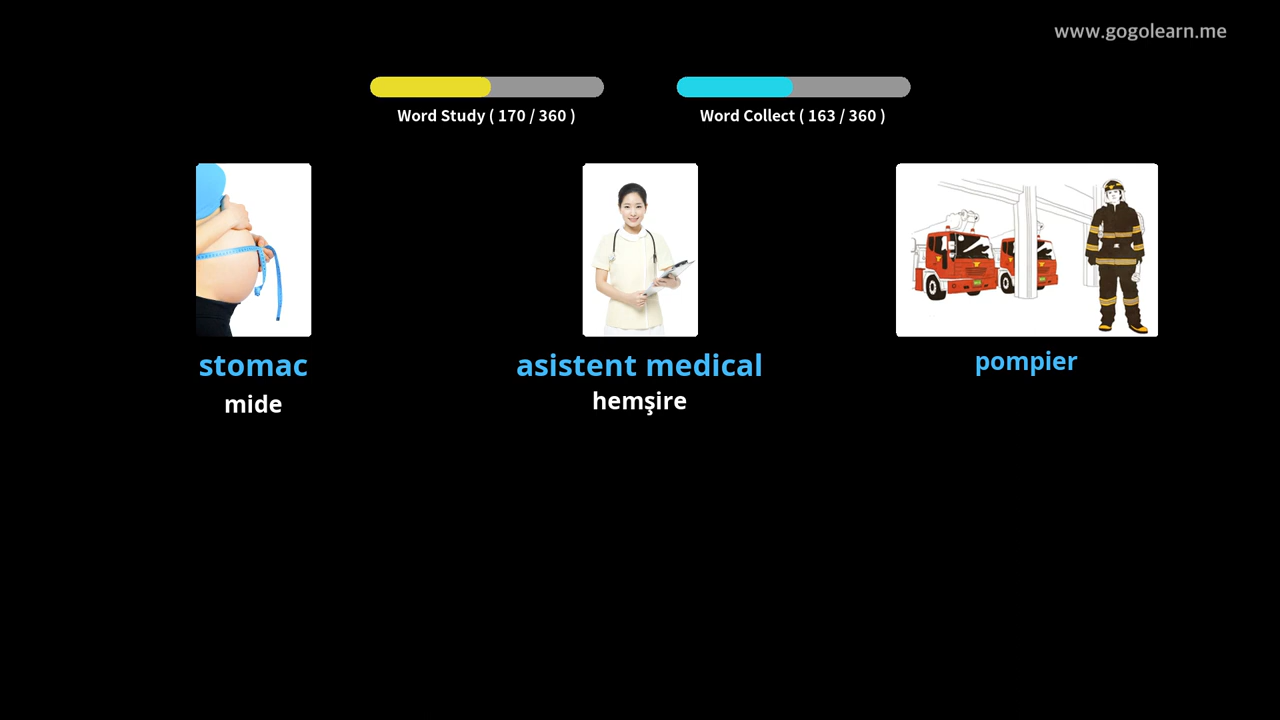 www.gogolearn.me
Word Study ( 170 / 360 )
Word Collect ( 163 / 360 )
stomac
asistent medical
pompier
mide
hemşire